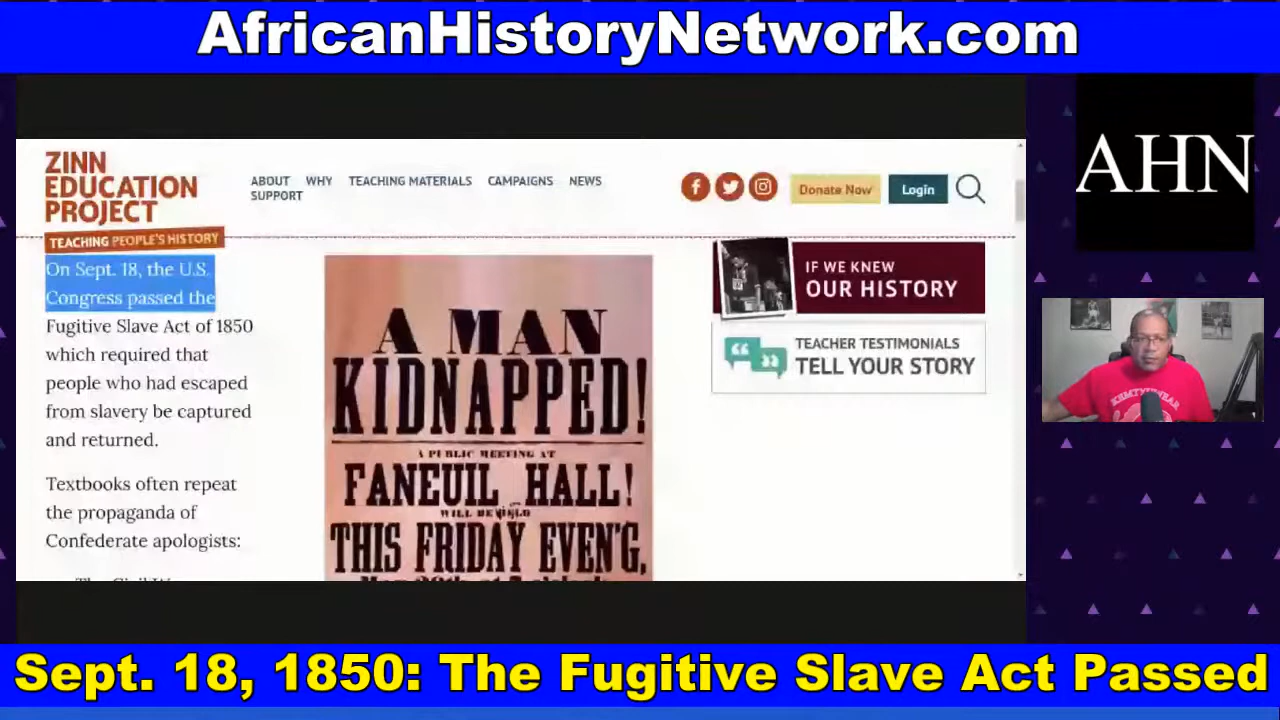 AfricanHistoryNetwork.com
ZINN
EDUCATION
PROJECT
TEACHING PEOPLE'S HISTORY
ABOUT WHY TEACHING MATERIALS CAMPAIGNS NEWS
SUPPORT
Donate Now
Login
AHN
On Sept. 18, the U.S.
Congress passed the
Fugitive Slave Act of 1850
which required that
people who had escaped
from slavery be captured
and returned.
Textbooks often repeat
the propaganda of
Confederate apologists:
A MAN
KIDNAPPED!
A PUBLIC MEETING AT
FANEUIL HALL!
WILL BE HELD
THIS FRIDAY EVEN'G,
IF WE KNEW
OUR HISTORY
TEACHER TESTIMONIALS
TELL YOUR STORY
Sept. 18, 1850: The Fugitive Slave Act Passed